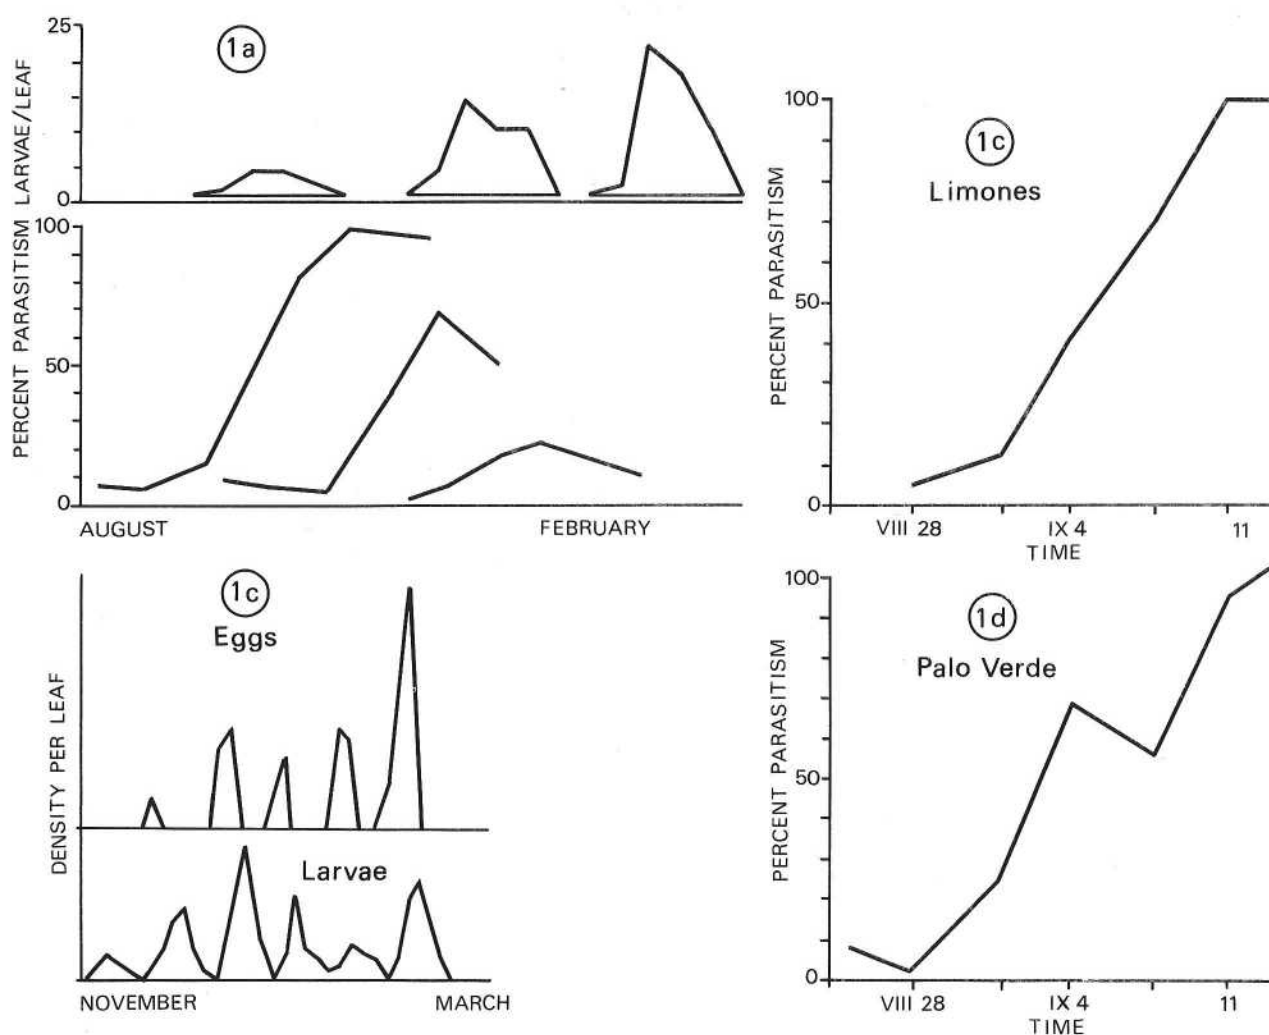 25
1a
LARVAE/LEAF
0
100
PERCENT PARASITISM
50
0
AUGUST FEBRUARY
1c
Eggs
DENSITY PER LEAF
Larvae
NOVEMBER MARCH
100
1c
Limones
PERCENT PARASITISM
50
0
VIII 28 IX 4 11
TIME
100
1d
Palo Verde
PERCENT PARASITISM
50
0
VIII 28 IX 4 11
TIME